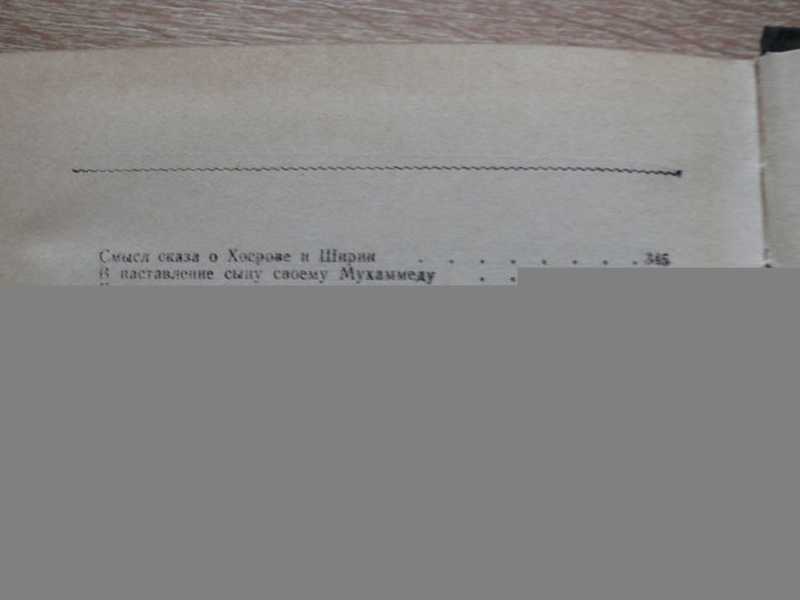 Смысл сказа о Хосрове и Ширин . . . . . . . . 345
В наставление сыну своему Мухаммеду . .